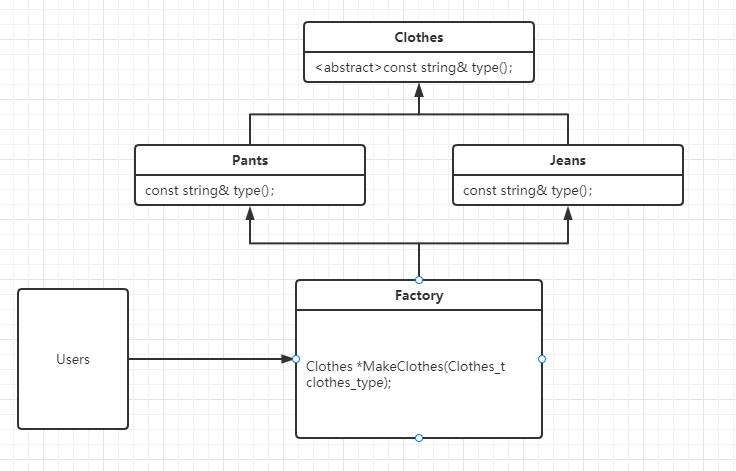 Clothes
<abstract>const string& type();
Pants
const string& type();
Jeans
const string& type();
Factory
Users
Clothes *MakeClothes(Clothes_t
clothes_type);